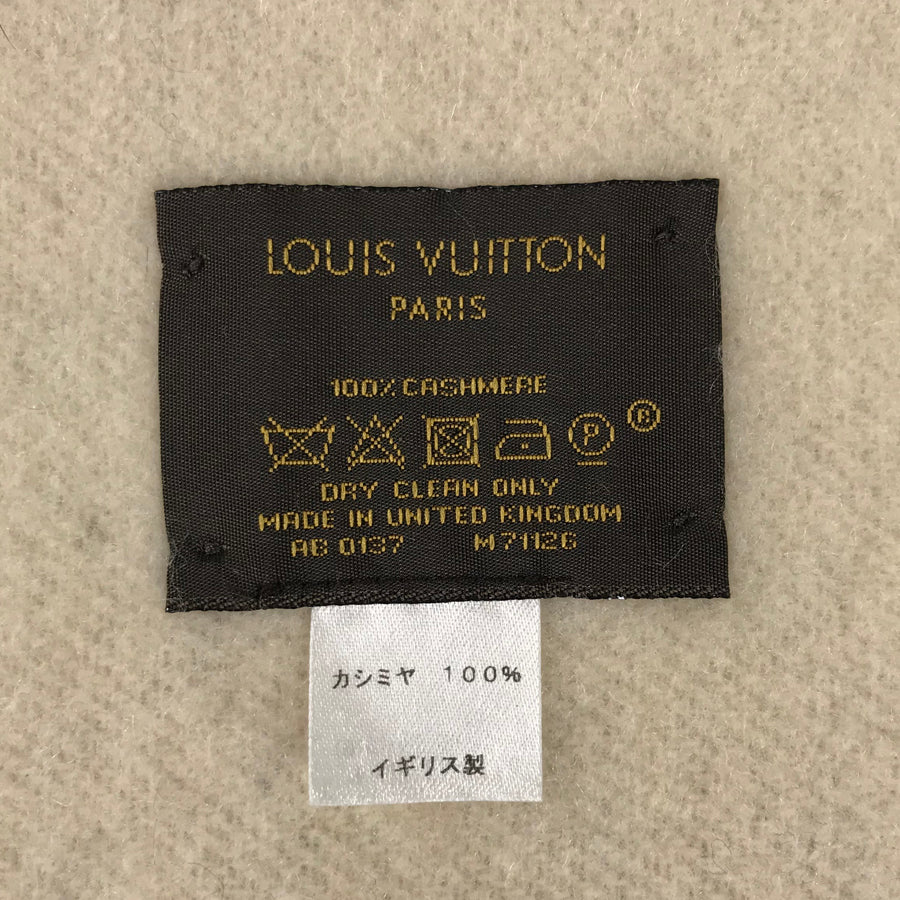 LOUIS VUITTON
PARIS
100% CASHMERE
P ®
DRY CLEAN ONLY
MADE IN UNITED KINGDOM
AB 0137 M71126
カシミヤ 100%
イギリス製